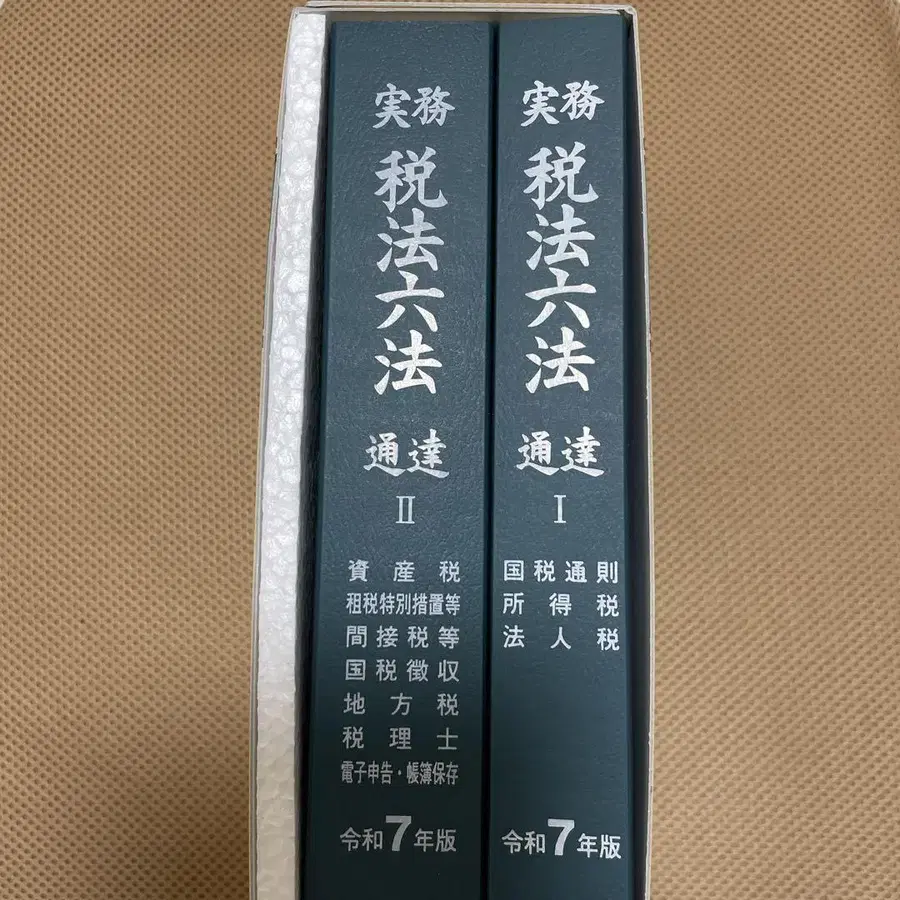 実務
税法六法
通達
I
国税通則
所得税
法人税
令和7年版
実務
税法六法
通達
II
資産税
租税特別措置等
間接税等
国税徴収
地方税
税理士
電子申告・帳簿保存
令和7年版